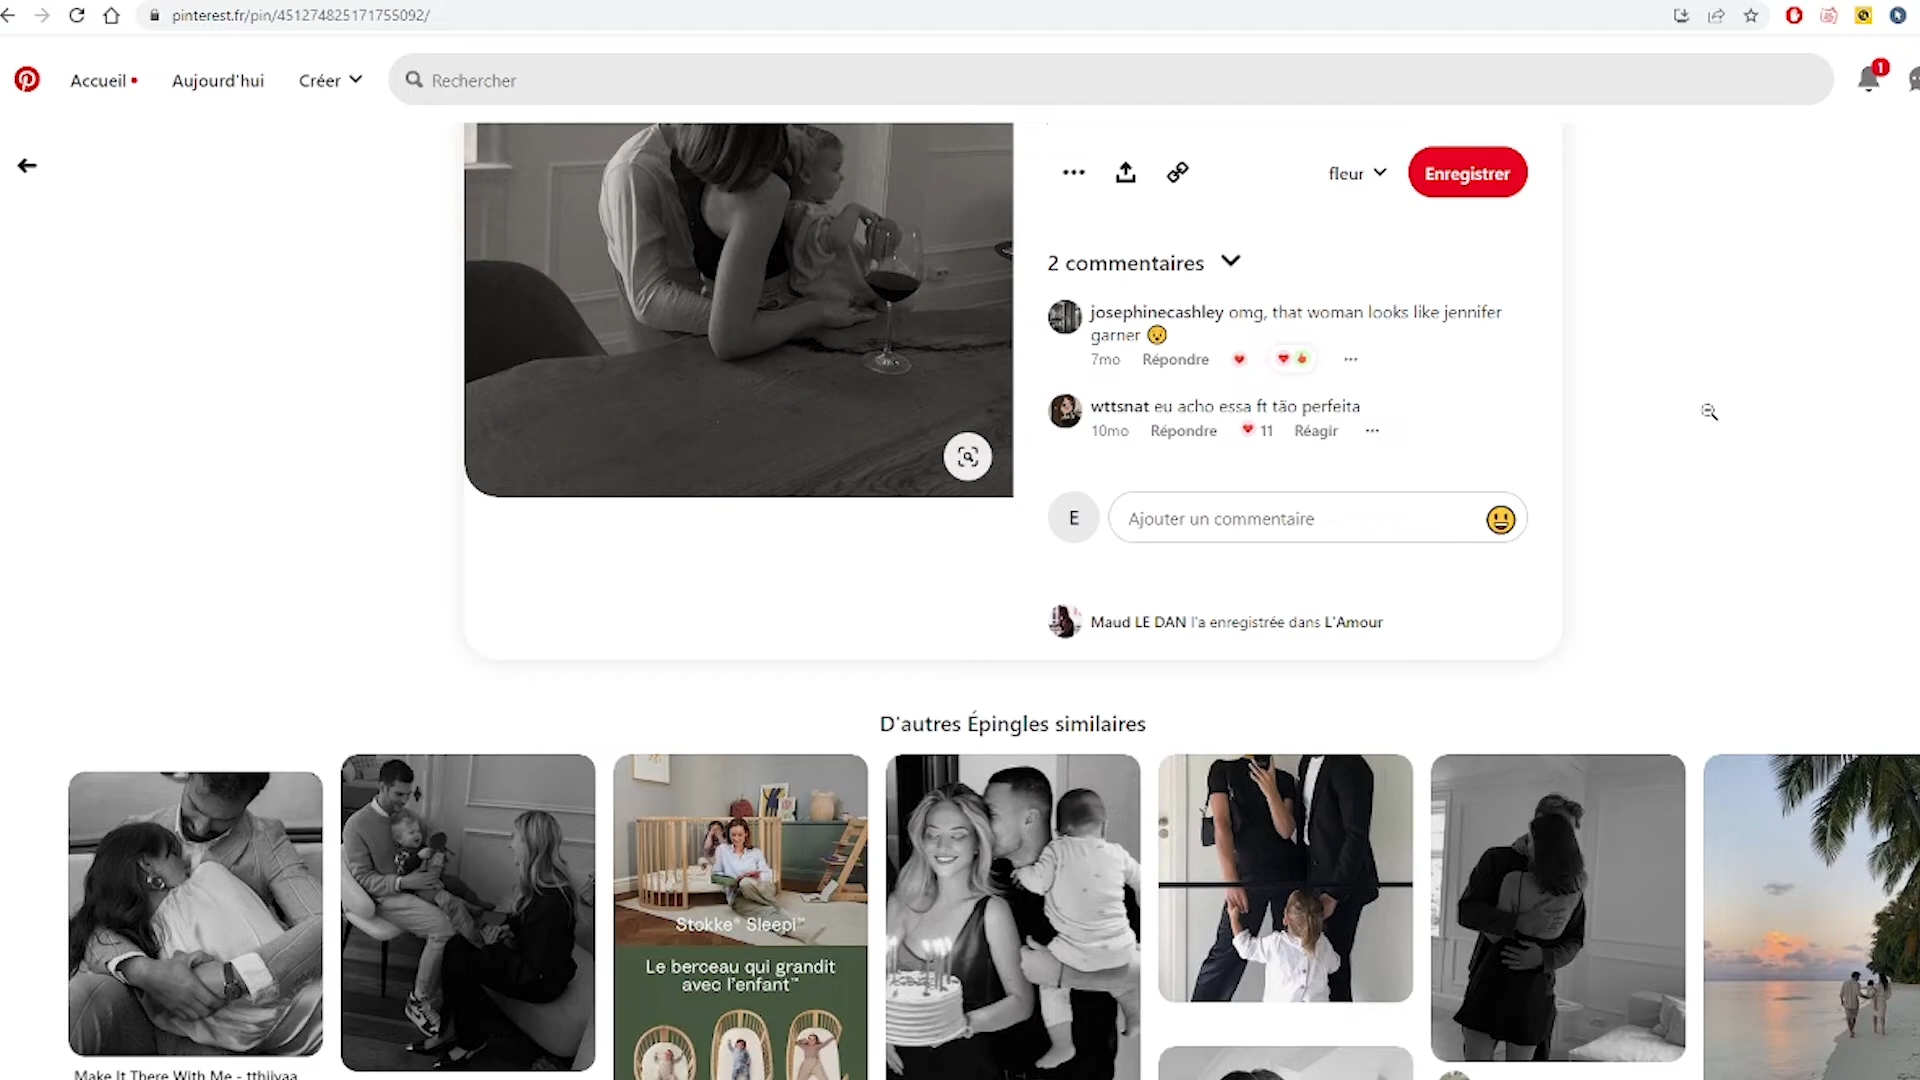 pinterest.fr/pin/451274825171755092/
Accueil
Aujourd'hui
Créer
Rechercher
1
fleur
Enregistrer
2 commentaires
josephinecashley omg, that woman looks like jennifer
garner
7mo Répondre
wttsnat eu acho essa ft tão perfeita
10mo Répondre 11 Réagir
E
Ajouter un commentaire
Maud LE DAN l'a enregistrée dans L'Amour
D'autres Épingles similaires
Stokke® Sleepi™
Le berceau qui grandit
avec l'enfant™
Make It There With Me - tthiivaa